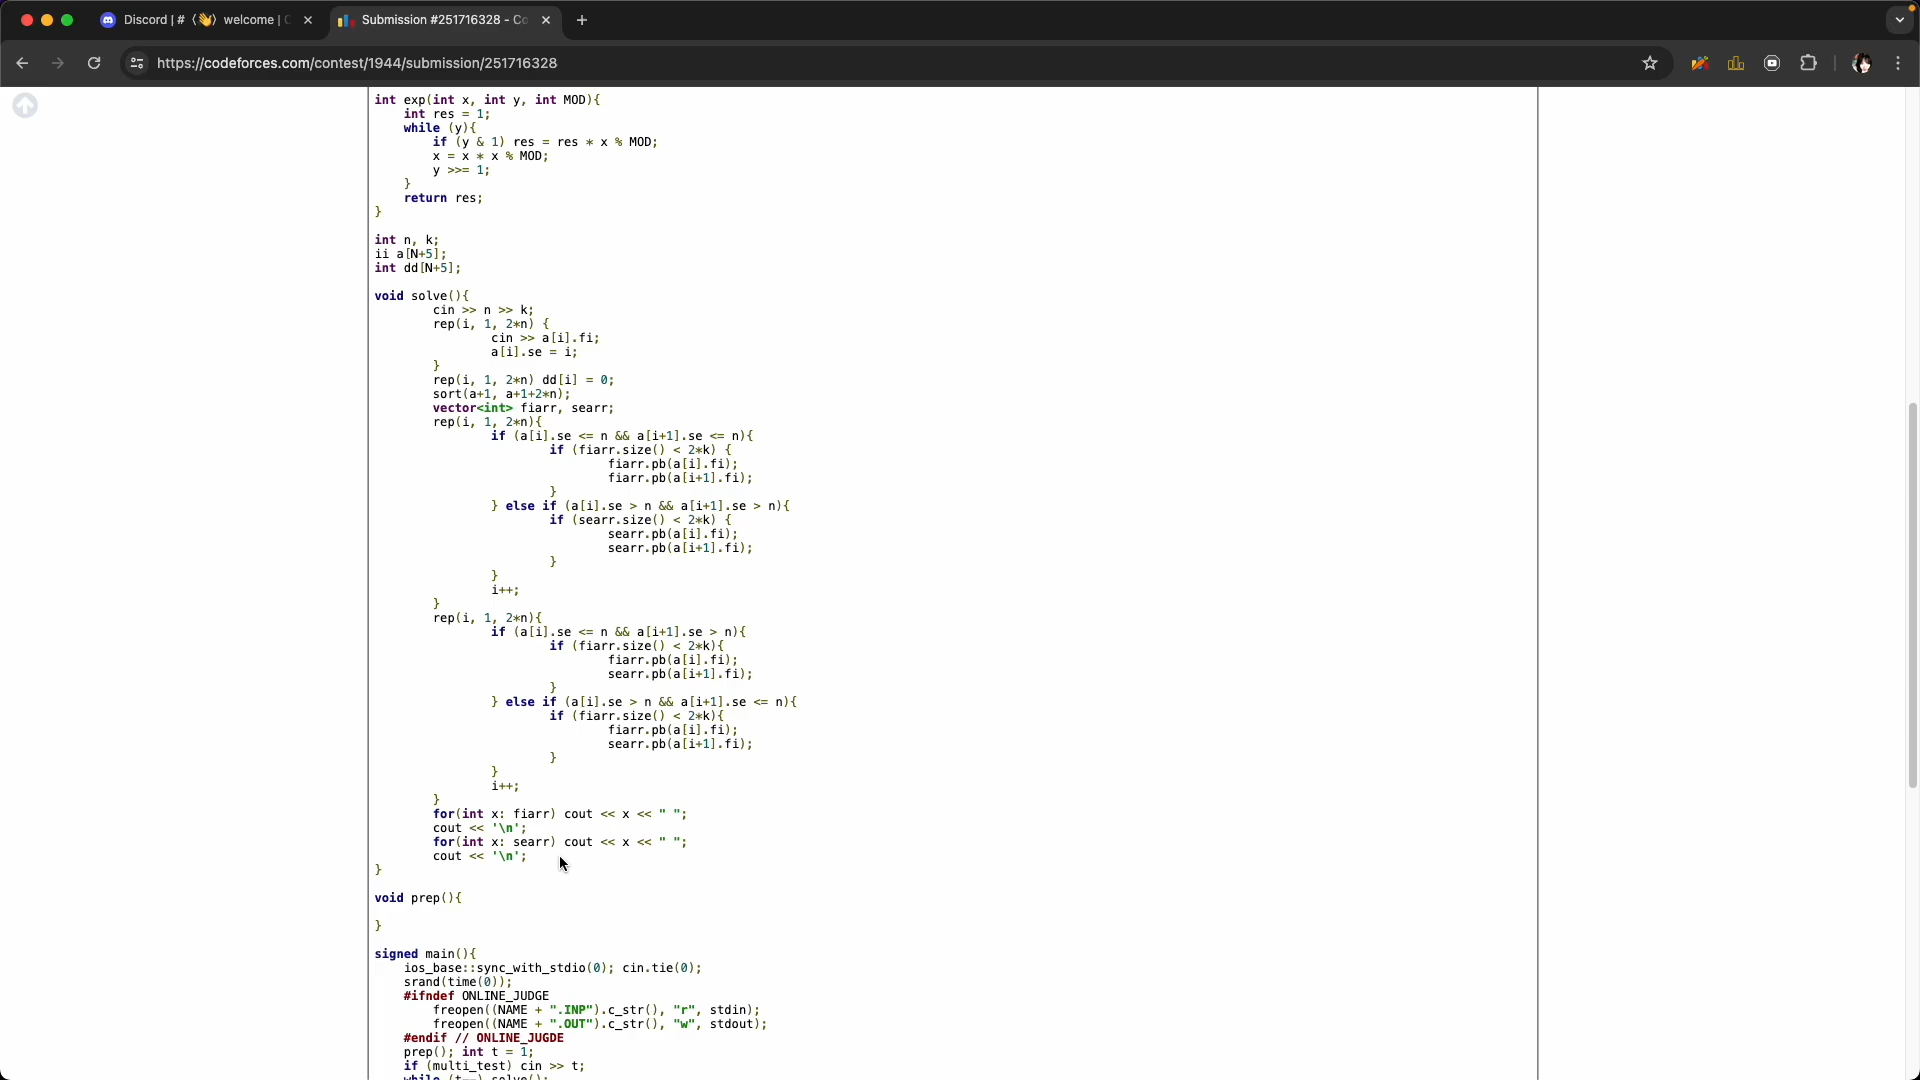 Discord | # 〈👋〉 welcome | C
Submission #251716328 - Co
https://codeforces.com/contest/1944/submission/251716328
int exp(int x, int y, int MOD){
    int res = 1;
    while (y){
        if (y & 1) res = res * x % MOD;
        x = x * x % MOD;
        y >>= 1;
    }
    return res;
}
int n, k;
ii a[N+5];
int dd[N+5];
void solve(){
        cin >> n >> k;
        rep(i, 1, 2*n) {
                cin >> a[i].fi;
                a[i].se = i;
        }
        rep(i, 1, 2*n) dd[i] = 0;
        sort(a+1, a+1+2*n);
        vector<int> fiarr, searr;
        rep(i, 1, 2*n){
                if (a[i].se <= n && a[i+1].se <= n){
                        if (fiarr.size() < 2*k) {
                                fiarr.pb(a[i].fi);
                                fiarr.pb(a[i+1].fi);
                        }
                } else if (a[i].se > n && a[i+1].se > n){
                        if (searr.size() < 2*k) {
                                searr.pb(a[i].fi);
                                searr.pb(a[i+1].fi);
                        }
                }
                i++;
        }
        rep(i, 1, 2*n){
                if (a[i].se <= n && a[i+1].se > n){
                        if (fiarr.size() < 2*k){
                                fiarr.pb(a[i].fi);
                                searr.pb(a[i+1].fi);
                        }
                } else if (a[i].se > n && a[i+1].se <= n){
                        if (fiarr.size() < 2*k){
                                fiarr.pb(a[i].fi);
                                searr.pb(a[i+1].fi);
                        }
                }
                i++;
        }
        for(int x: fiarr) cout << x << " ";
        cout << '\n';
        for(int x: searr) cout << x << " ";
        cout << '\n';
}
void prep(){
}
signed main(){
    ios_base::sync_with_stdio(0); cin.tie(0);
    srand(time(0));
    #ifndef ONLINE_JUDGE
        freopen((NAME + ".INP").c_str(), "r", stdin);
        freopen((NAME + ".OUT").c_str(), "w", stdout);
    #endif // ONLINE_JUGDE
    prep(); int t = 1;
    if (multi_test) cin >> t;
    while (t--) solve();